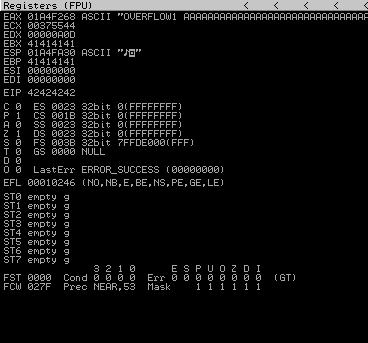 Registers (FPU) < < < < <
EAX 01A4F268 ASCII "OVERFLOW1 AAAAAAAAAAAAAAAAAAAAAAAAAAAAA
ECX 00375544
EDX 00000A0D
EBX 41414141
ESP 01A4FA30 ASCII "
EBP 41414141
ESI 00000000
EDI 00000000
EIP 42424242
C 0 ES 0023 32bit 0(FFFFFFFF)
P 1 CS 001B 32bit 0(FFFFFFFF)
A 0 SS 0023 32bit 0(FFFFFFFF)
Z 1 DS 0023 32bit 0(FFFFFFFF)
S 0 FS 003B 32bit 7FFDE000(FFF)
T 0 GS 0000 NULL
D 0
O 0 LastErr ERROR_SUCCESS (00000000)
EFL 00010246 (NO,NB,E,BE,NS,PE,GE,LE)
ST0 empty g
ST1 empty g
ST2 empty g
ST3 empty g
ST4 empty g
ST5 empty g
ST6 empty g
ST7 empty g
3 2 1 0 E S P U O Z D I
FST 0000 Cond 0 0 0 0 Err 0 0 0 0 0 0 0 0 (GT)
FCW 027F Prec NEAR,53 Mask 1 1 1 1 1 1